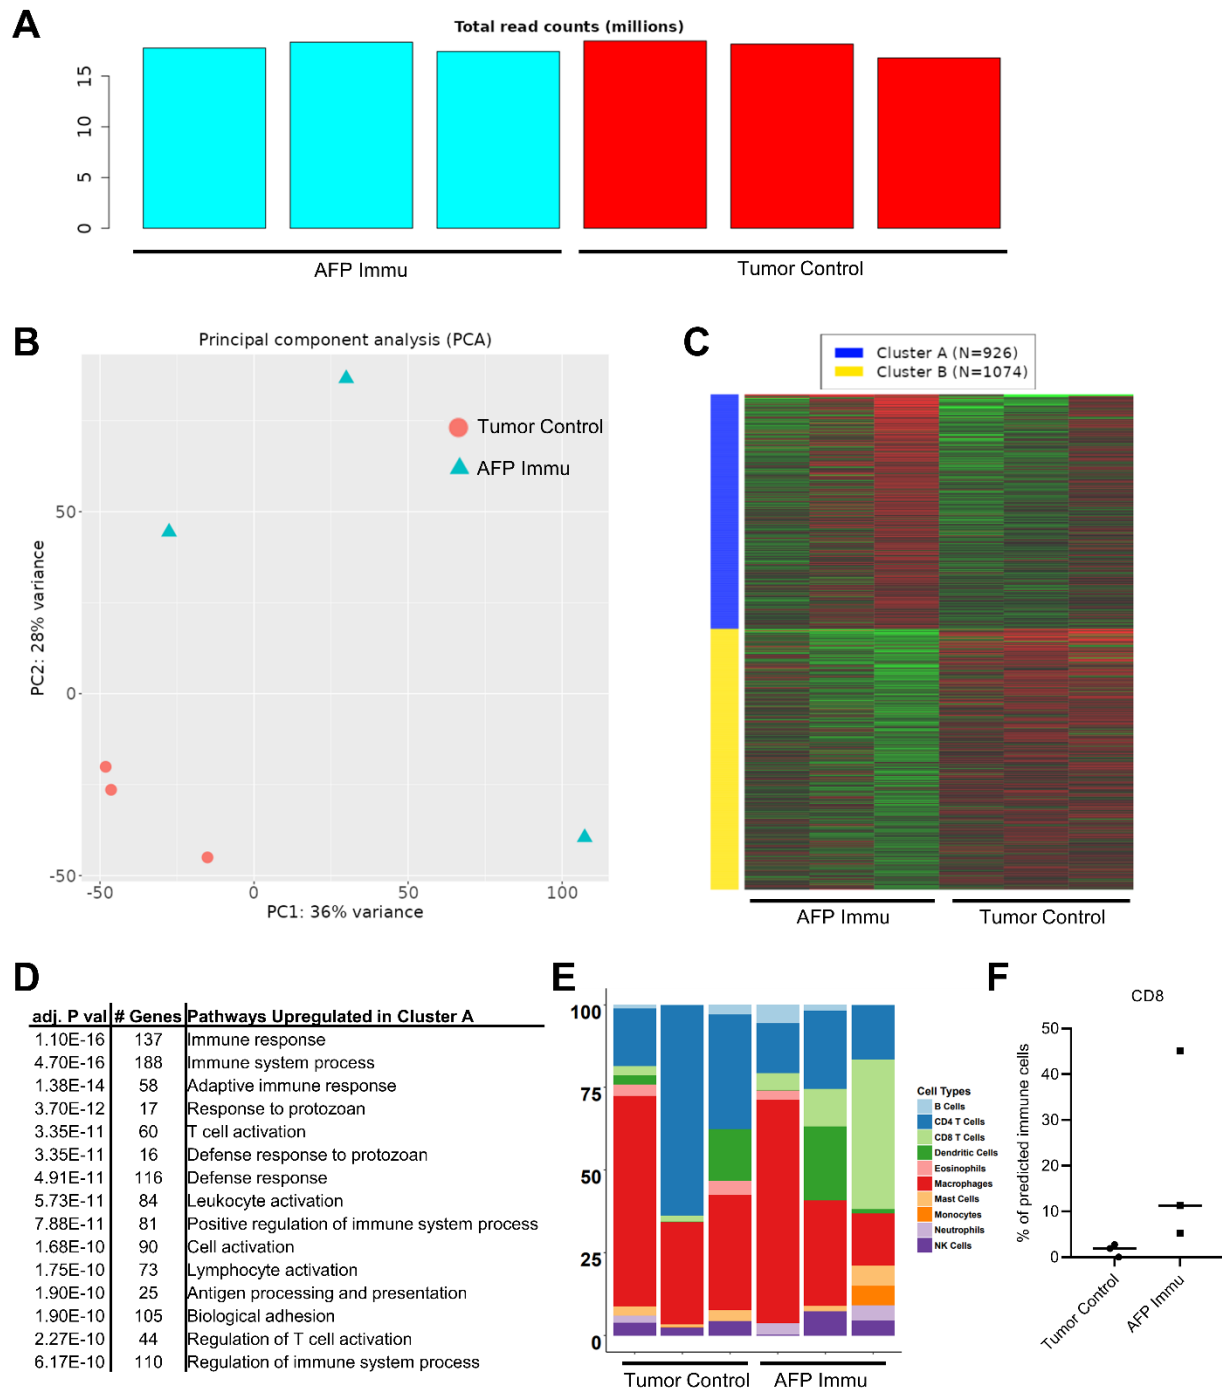 A
Total read counts (millions)
15
10
5
0
AFP Immu
Tumor Control
B
Principal component analysis (PCA)
Tumor Control
AFP Immu
PC2: 28% variance
50
0
-50
-50
0
50
100
PC1: 36% variance
C
Cluster A (N=926)
Cluster B (N=1074)
AFP Immu
Tumor Control
D
adj. P val # Genes Pathways Upregulated in Cluster A
1.10E-16 137 Immune response
4.70E-16 188 Immune system process
1.38E-14 58 Adaptive immune response
3.70E-12 17 Response to protozoan
3.35E-11 60 T cell activation
3.35E-11 16 Defense response to protozoan
4.91E-11 116 Defense response
5.73E-11 84 Leukocyte activation
7.88E-11 81 Positive regulation of immune system process
1.68E-10 90 Cell activation
1.75E-10 73 Lymphocyte activation
1.90E-10 25 Antigen processing and presentation
1.90E-10 105 Biological adhesion
2.27E-10 44 Regulation of T cell activation
6.17E-10 110 Regulation of immune system process
E
100
75
50
25
0
Tumor Control
AFP Immu
Cell Types
B Cells
CD4 T Cells
CD8 T Cells
Dendritic Cells
Eosinophils
Macrophages
Mast Cells
Monocytes
Neutrophils
NK Cells
F
CD8
% of predicted immune cells
50
40
30
20
10
0
Tumor Control
AFP Immu